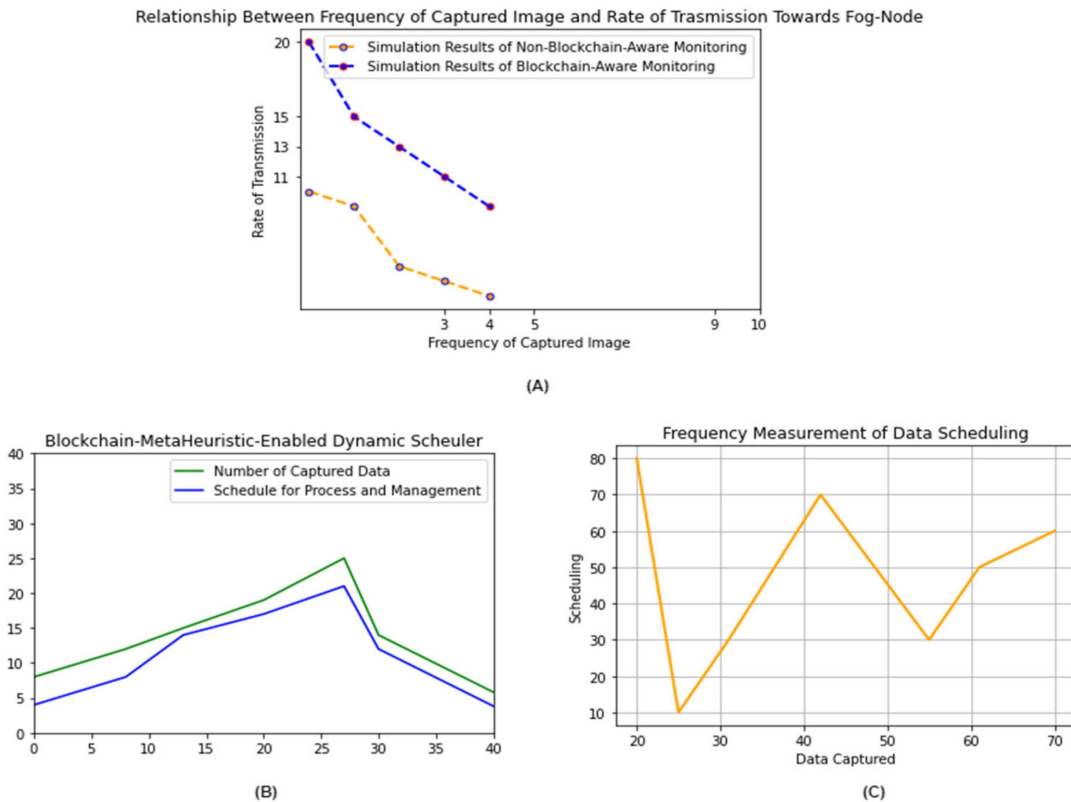 Relationship Between Frequency of Captured Image and Rate of Trasmission Towards Fog-Node
Simulation Results of Non-Blockchain-Aware Monitoring
Simulation Results of Blockchain-Aware Monitoring
20
15
13
11
Rate of Transmission
3 4 5 9 10
Frequency of Captured Image
(A)
Blockchain-MetaHeuristic-Enabled Dynamic Scheuler
Number of Captured Data
Schedule for Process and Management
40
35
30
25
20
15
10
5
0
0 5 10 15 20 25 30 35 40
(B)
Frequency Measurement of Data Scheduling
80
70
60
50
40
30
20
10
Scheduling
20 30 40 50 60 70
Data Captured
(C)